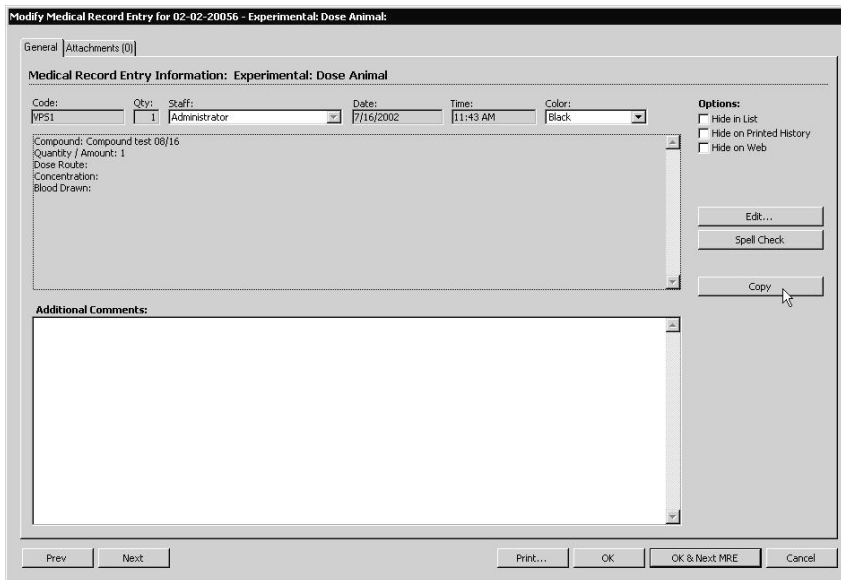 Modify Medical Record Entry for 02-02-20056 - Experimental: Dose Animal:
General Attachments (0)
Medical Record Entry Information: Experimental: Dose Animal
Code: Qty: Staff: Date: Time: Color:
VPS1 1 Administrator 7/16/2002 11:43 AM Black
Compound: Compound test 08/16
Quantity / Amount: 1
Dose Route:
Concentration:
Blood Drawn:
Options:
Hide in List
Hide on Printed History
Hide on Web
Edit...
Spell Check
Copy
Additional Comments:
Prev Next Print... OK OK & Next MRE Cancel